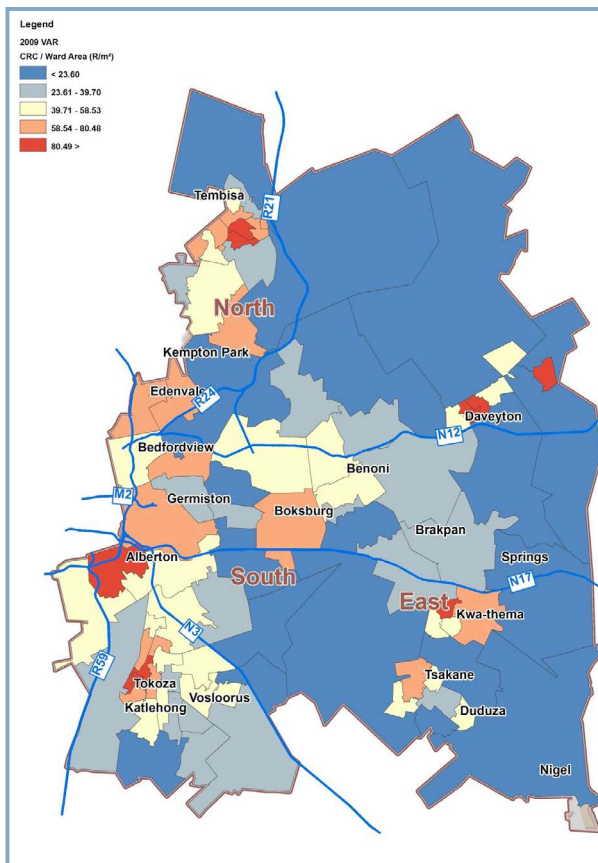 Legend
2009 VAR
CRC / Ward Area (R/m²)
< 23.60
23.61 - 39.70
39.71 - 58.53
58.54 - 80.48
80.49 >
Tembisa
R21
North
Kempton Park
Edenvale
R24
Daveyton
Bedfordview
N12
Benoni
M2
Germiston
Boksburg
Brakpan
Alberton
Springs
South
N17
East
Kwa-thema
N3
R59
Tokoza
Tsakane
Vosloorus
Katlehong
Duduza
Nigel